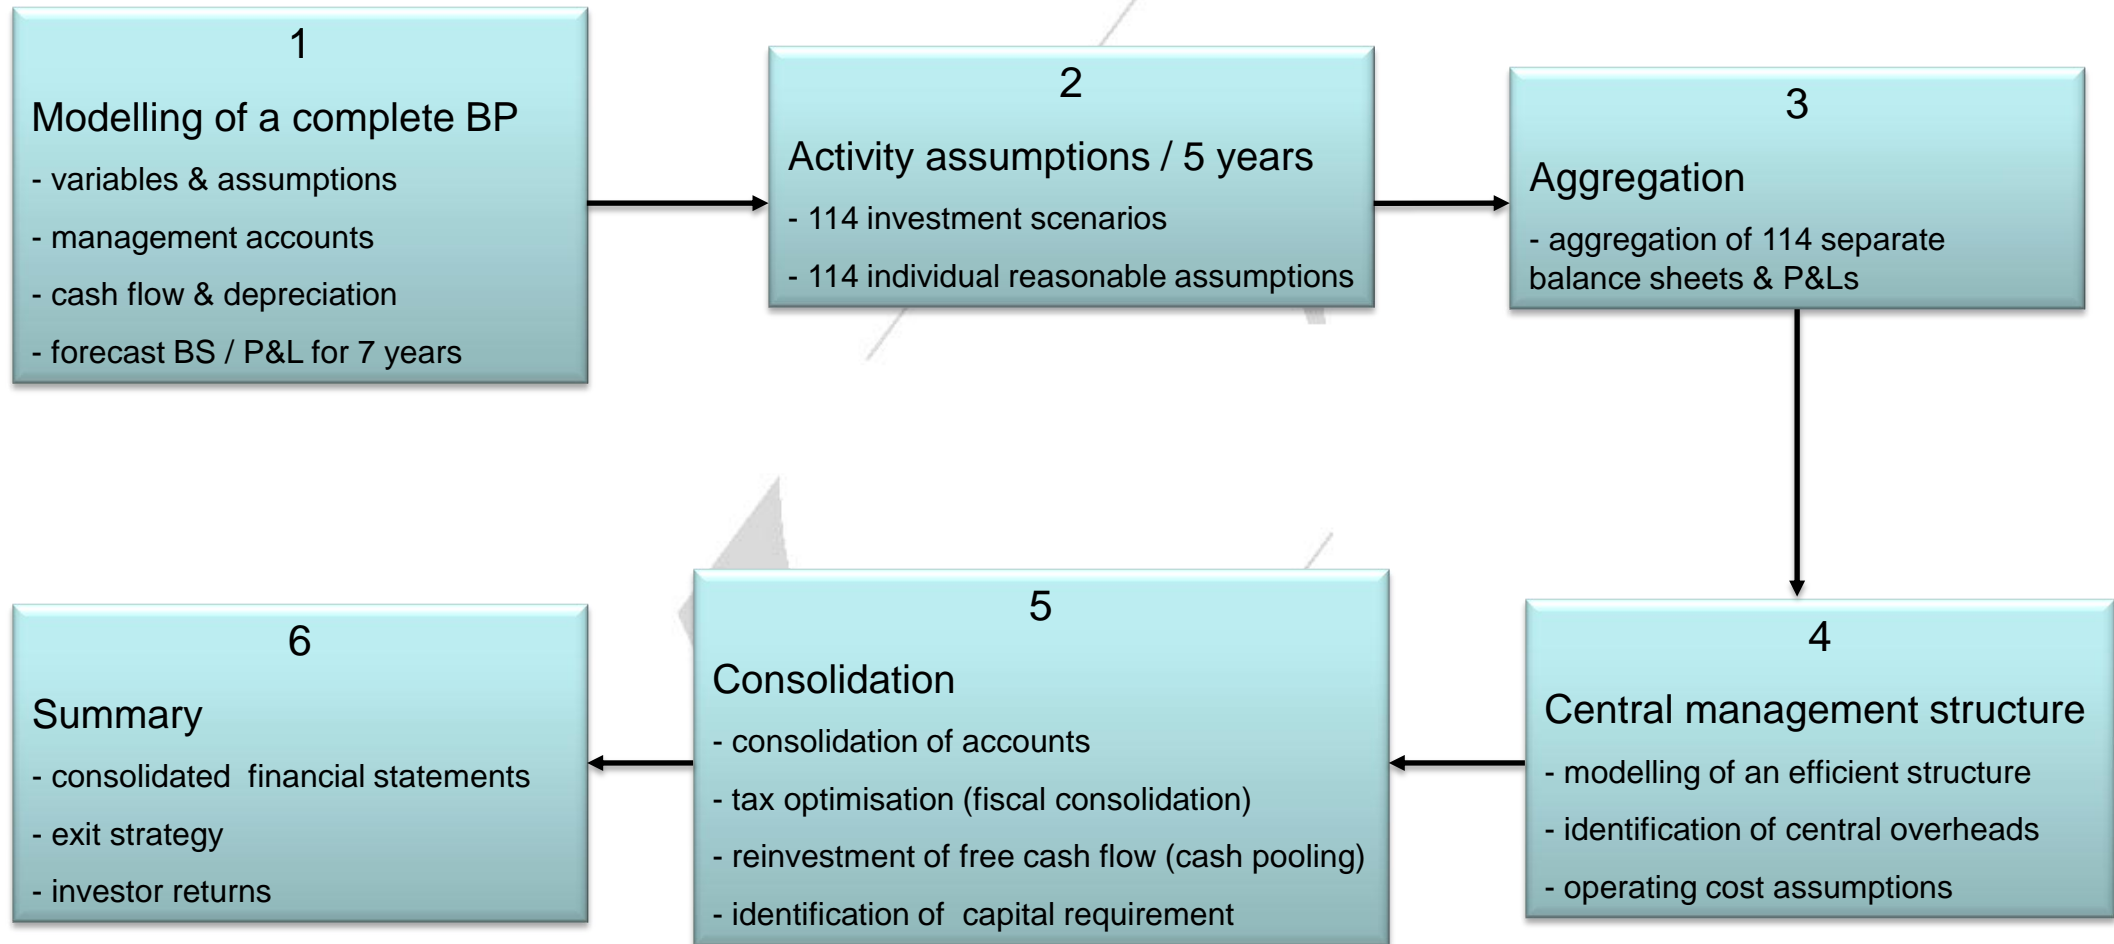 1
Modelling of a complete BP
- variables & assumptions
- management accounts
- cash flow & depreciation
- forecast BS / P&L for 7 years
2
Activity assumptions / 5 years
- 114 investment scenarios
- 114 individual reasonable assumptions
3
Aggregation
- aggregation of 114 separate
balance sheets & P&Ls
4
Central management structure
- modelling of an efficient structure
- identification of central overheads
- operating cost assumptions
5
Consolidation
- consolidation of accounts
- tax optimisation (fiscal consolidation)
- reinvestment of free cash flow (cash pooling)
- identification of  capital requirement
6
Summary
- consolidated  financial statements
- exit strategy
- investor returns